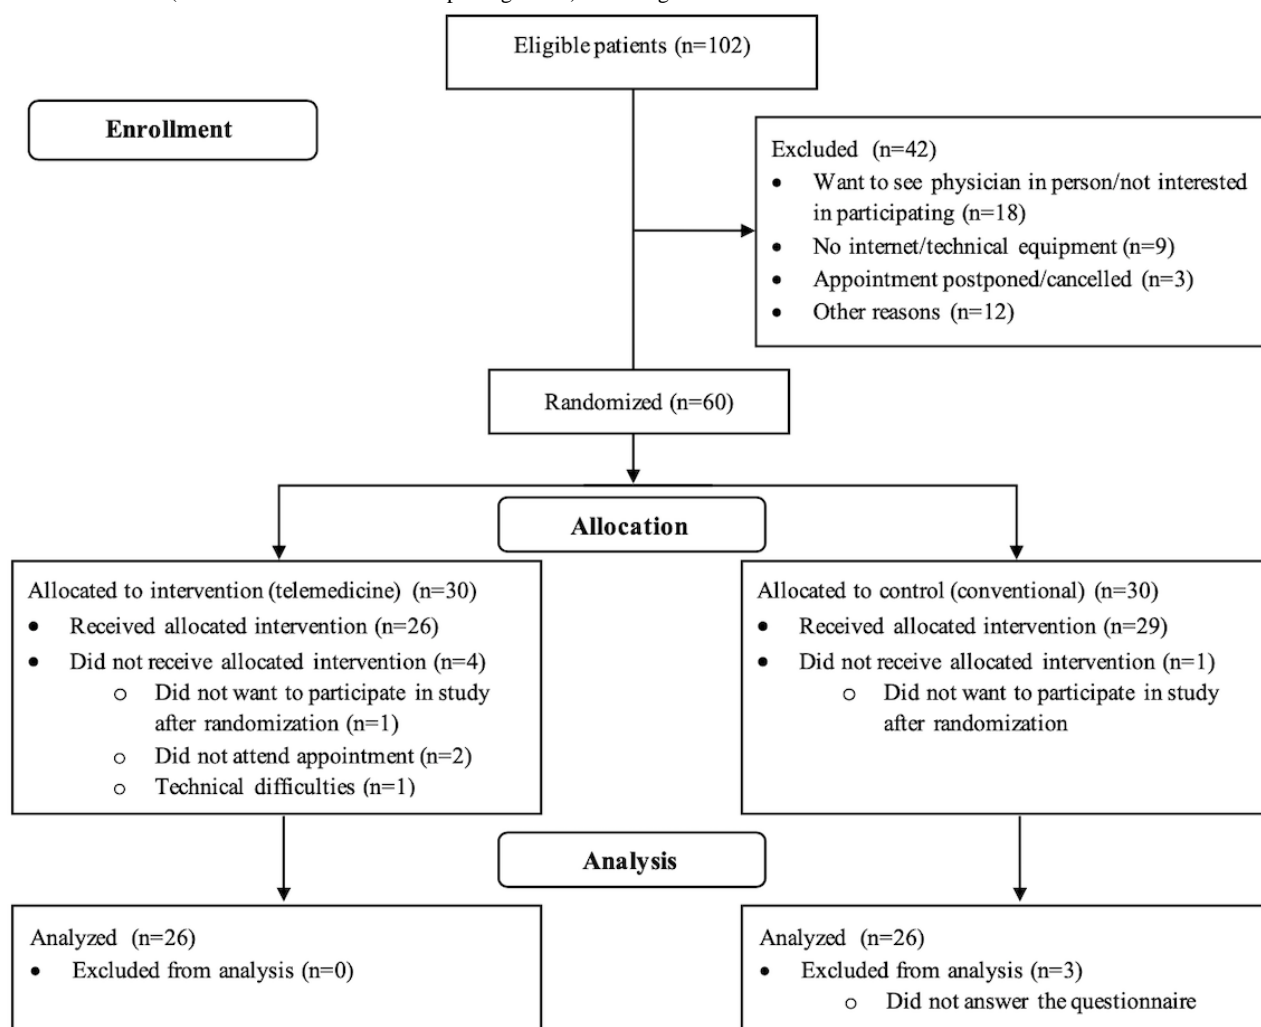 Eligible patients (n=102)
Enrollment
Excluded (n=42)
• Want to see physician in person/not interested
in participating (n=18)
• No internet/technical equipment (n=9)
• Appointment postponed/cancelled (n=3)
• Other reasons (n=12)
Randomized (n=60)
Allocation
Allocated to intervention (telemedicine) (n=30)
• Received allocated intervention (n=26)
• Did not receive allocated intervention (n=4)
o Did not want to participate in study
after randomization (n=1)
o Did not attend appointment (n=2)
o Technical difficulties (n=1)
Allocated to control (conventional) (n=30)
• Received allocated intervention (n=29)
• Did not receive allocated intervention (n=1)
o Did not want to participate in study
after randomization
Analysis
Analyzed (n=26)
• Excluded from analysis (n=0)
Analyzed (n=26)
• Excluded from analysis (n=3)
o Did not answer the questionnaire